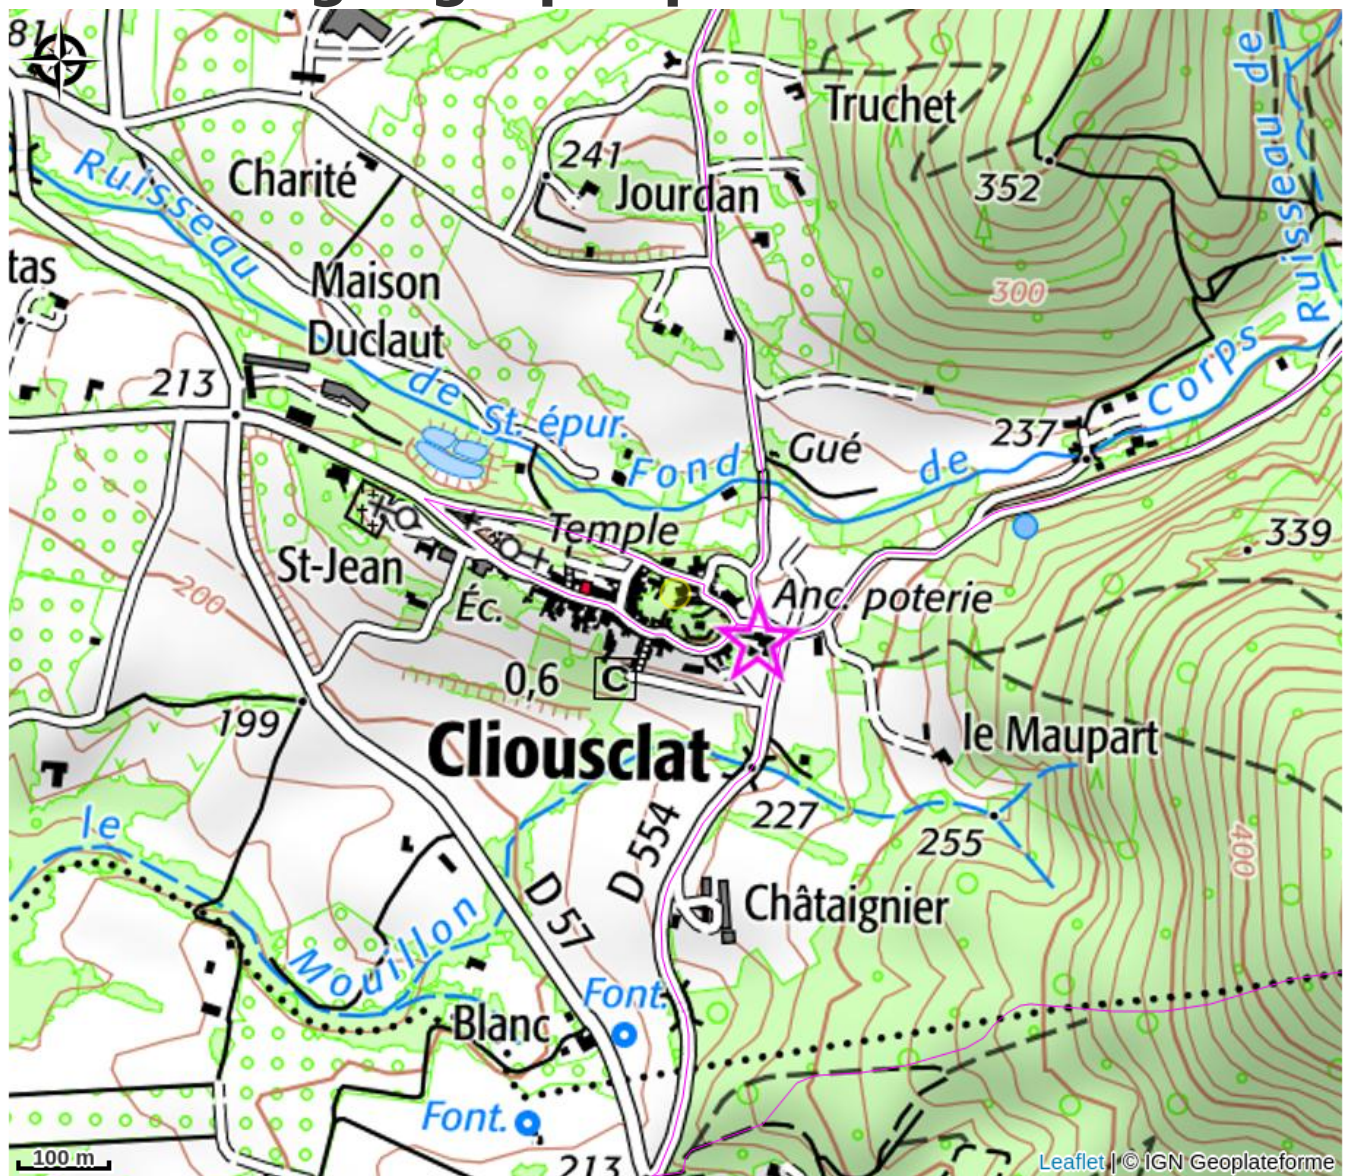 81
Truchet
Ruisseau de
241
Charité
Jourdan
352
Ruisseau
tas
Maison
Duclaut
300
213
de
St. épur.
Corps
237
Gué
Fond
de
Temple
339
St-Jean
200
Éc.
Anc. poterie
0,6
C
199
Cliousclat
le Maupart
227
255
D 554
le
400
D 57
Châtaignier
Mouillon
Font.
Blanc
Font.
213
100 m
Leaflet | © IGN Geoplateforme